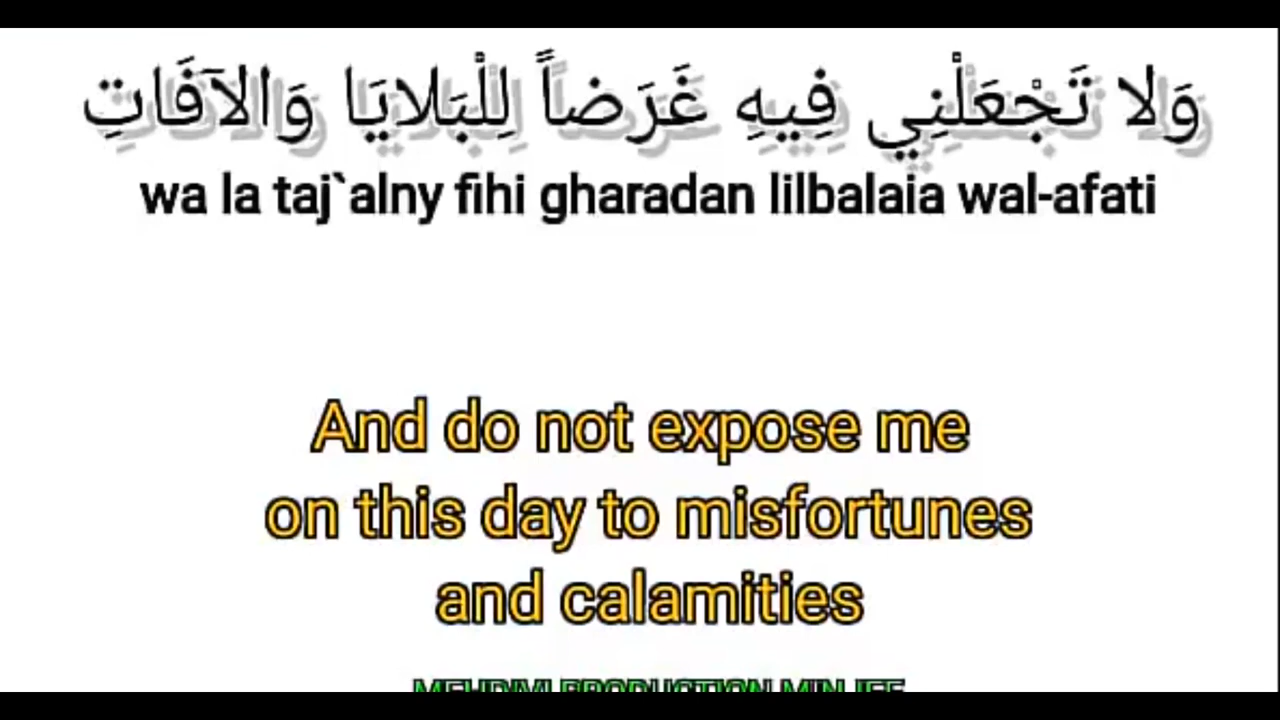 وَلا تَجْعَلْنِي فِيهِ غَرَضاً لِلْبَلايَا وَالآفَاتِ
wa la taj`alny fihi gharadan lilbalaia wal-afati
And do not expose me
on this day to misfortunes
and calamities
PRODUCTION